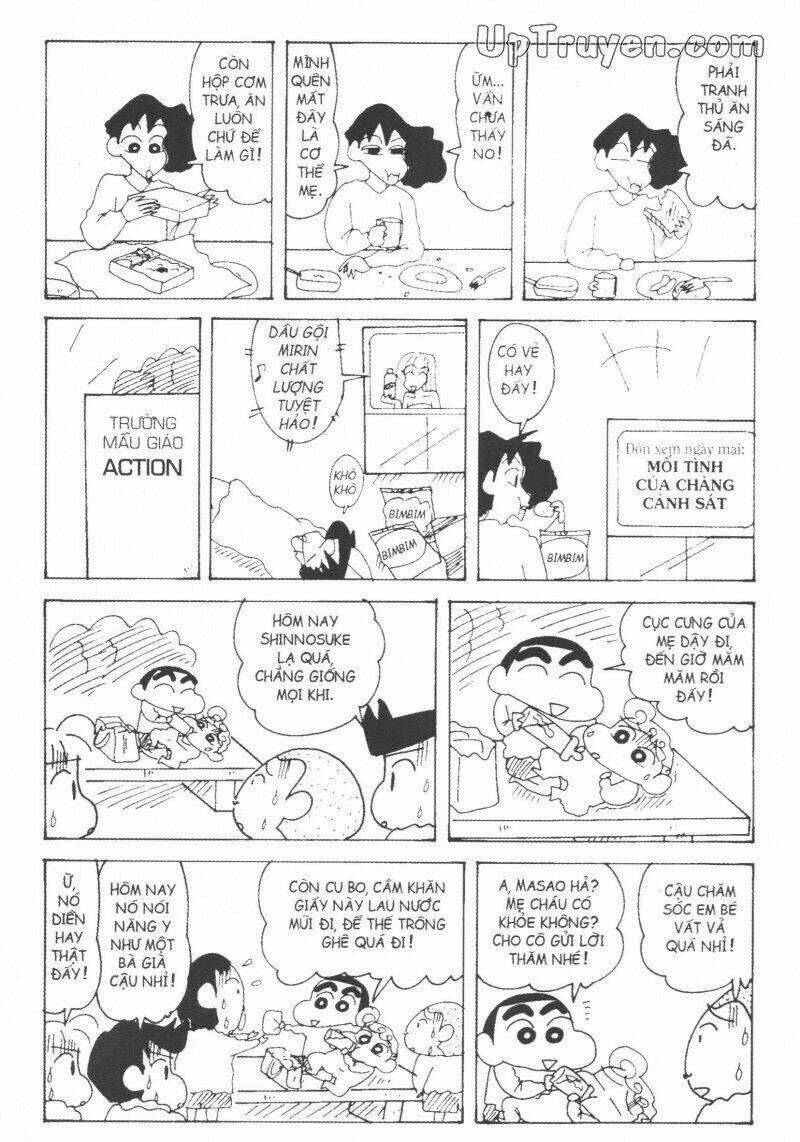 UpTruyen.com
PHẢI
TRANH
THỦ ĂN
SÁNG
ĐÃ.
ỪM...
VẪN
CHƯA
THẤY
NO!
MÌNH
QUÊN
MẤT
ĐÂY
LÀ
CƠ
THỂ
MẸ.
CÒN
HỘP CƠM
TRƯA, ĂN
LUÔN
CHỨ ĐỂ
LÀM GÌ!
CÓ VẺ
HAY
ĐẤY!
Đón xem ngày mai:
MỐI TÌNH
CỦA CHÀNG
CẢNH SÁT
BIMBIM
DẦU GỘI
MIRIN
CHẤT
LƯỢNG
TUYỆT
HẢO!
KHÔ
KHÔ
BIMBIM
BIMBIM
TRƯỜNG
MẪU GIÁO
ACTION
CỤC CƯNG CỦA
MẸ DẬY ĐI,
ĐẾN GIỜ MĂM
MĂM RỒI
ĐẤY!
HÔM NAY
SHINNOSUKE
LẠ QUÁ,
CHẲNG GIỐNG
MỌI KHI.
CẬU CHĂM
SÓC EM BÉ
VẤT VẢ
QUÁ NHỈ!
A, MASAO HẢ?
MẸ CHÁU CÓ
KHỎE KHÔNG?
CHO CÔ GỬI LỜI
THĂM NHÉ!
CÒN CU BO, CẦM KHĂN
GIẤY NÀY LAU NƯỚC
MŨI ĐI, ĐỂ THẾ TRÔNG
GHÊ QUÁ ĐI!
HÔM NAY
NÓ NÓI
NĂNG Y
NHƯ MỘT
BÀ GIÀ
CẬU NHỈ!
Ừ,
NÓ
DIỄN
HAY
THẬT
ĐẤY!